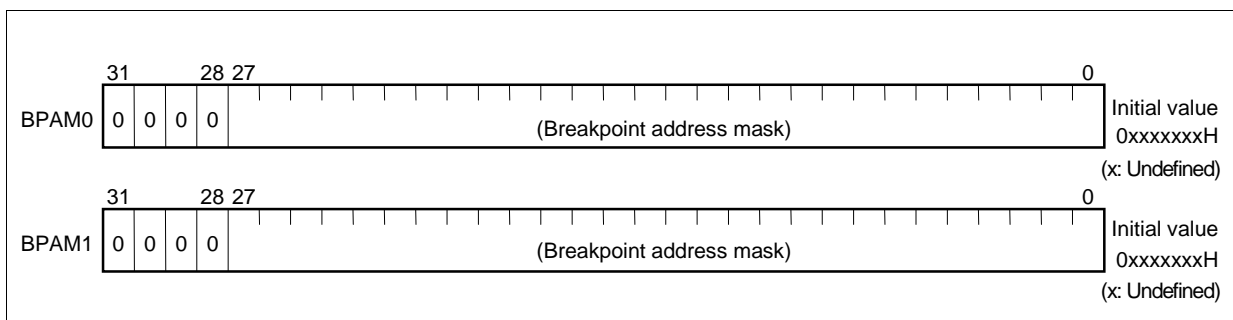 31 28 27 0
BPAM0 0 0 0 0 (Breakpoint address mask) Initial value
0xxxxxxxH
(x: Undefined)
31 28 27 0
BPAM1 0 0 0 0 (Breakpoint address mask) Initial value
0xxxxxxxH
(x: Undefined)